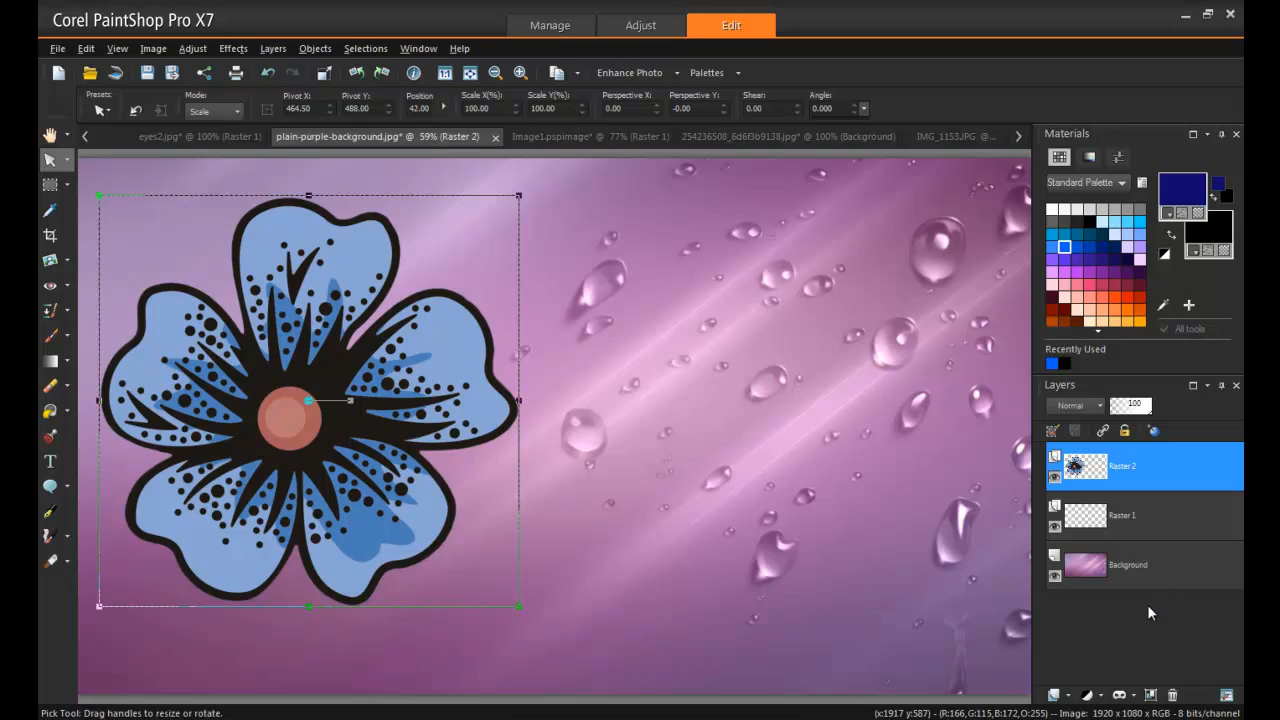 Corel PaintShop Pro X7
Manage Adjust Edit
File Edit View Image Adjust Effects Layers Objects Selections Window Help
Enhance Photo Palettes
Presets: Mode: Pivot X: Pivot Y: Position Scale X(%): Scale Y(%): Perspective X: Perspective Y: Shear: Angle:
Scale 464.50 488.00 42.00 100.00 100.00 0.00 -0.00 0.00 0.000
eyes2.jpg* @ 100% (Raster 1) plain-purple-background.jpg* @ 59% (Raster 2) Image1.pspimage* @ 77% (Raster 1) 254236508_6d6f3b9138.jpg* @ 100% (Background) IMG_1153.JPG @...
Materials
Standard Palette
All tools
Recently Used
Layers
Normal 100
Raster 2
Raster 1
Background
Pick Tool: Drag handles to resize or rotate.
(x:1917 y:587) - (R:166,G:115,B:172,O:255) -- Image: 1920 x 1080 x RGB - 8 bits/channel